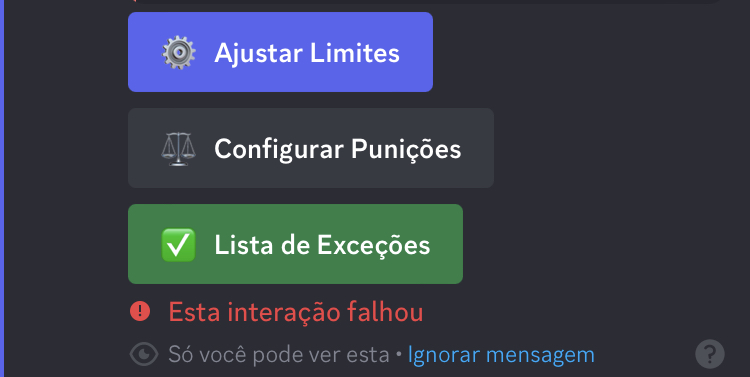 Ajustar Limites
Configurar Punições
Lista de Exceções
Esta interação falhou
Só você pode ver esta • Ignorar mensagem